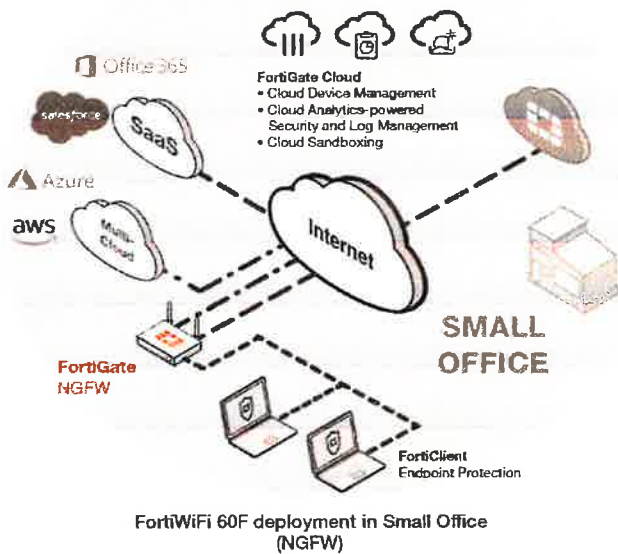 Office 365
salesforce
SaaS
Azure
aws
Multi-
Cloud
FortiGate Cloud
• Cloud Device Management
• Cloud Analytics-powered
Security and Log Management
• Cloud Sandboxing
Internet
FortiGate
NGFW
SMALL
OFFICE
FortiClient
Endpoint Protection
FortiWiFi 60F deployment in Small Office
(NGFW)